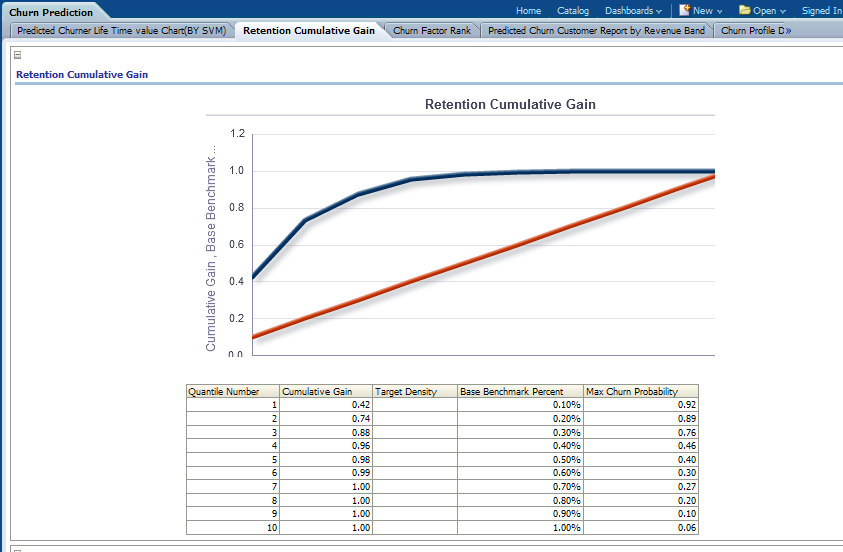 Churn Prediction Home Catalog Dashboards New Open Signed In
Predicted Churner Life Time value Chart(BY SVM) Retention Cumulative Gain Churn Factor Rank Predicted Churn Customer Report by Revenue Band Churn Profile D»
Retention Cumulative Gain
Retention Cumulative Gain
Cumulative Gain , Base Benchmark ...
1.2
1.0
0.8
0.6
0.4
0.2
0.0
Quantile Number Cumulative Gain Target Density Base Benchmark Percent Max Churn Probability
1 0.42 0.10% 0.92
2 0.74 0.20% 0.89
3 0.88 0.30% 0.76
4 0.96 0.40% 0.46
5 0.98 0.50% 0.40
6 0.99 0.60% 0.30
7 1.00 0.70% 0.27
8 1.00 0.80% 0.20
9 1.00 0.90% 0.10
10 1.00 1.00% 0.06